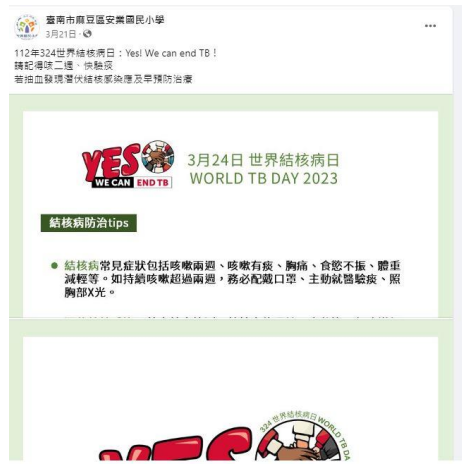 臺南市麻豆區安業國民小學
3月21日
112年324世界結核病日：Yes! We can end TB！
請記得咳二週、快驗痰
若抽血發現潛伏結核感染應及早預防治療
YES
WE CAN END TB
3月24日 世界結核病日
WORLD TB DAY 2023
結核病防治tips
結核病常見症狀包括咳嗽兩週、咳嗽有痰、胸痛、食慾不振、體重
減輕等。如持續咳嗽超過兩週，務必配戴口罩、主動就醫驗痰、照
胸部X光。
324 世界結核病日 WORLD TB DA
YES